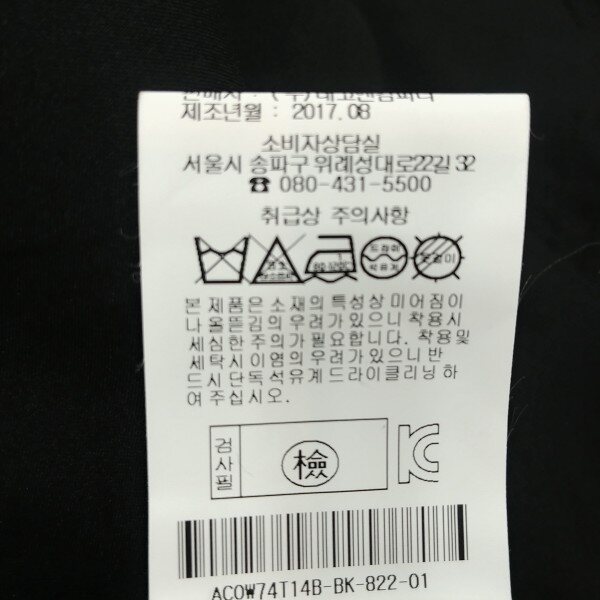 제조년월 : 2017.08
소비자상담실
서울시 송파구 위례성대로22길 32
☎ 080-431-5500
취급상 주의사항
드라이
석유계
본 제품은 소재의 특성상 미어짐이
나 올뜯김의 우려가 있으니 착용시
세심한 주의가 필요합니다. 착용및
세탁시 이염의 우려가 있으니 반
드시 단독 석유계 드라이클리닝 하
여 주십시오.
검사필
檢
KC
ACOW74T14B-BK-822-01